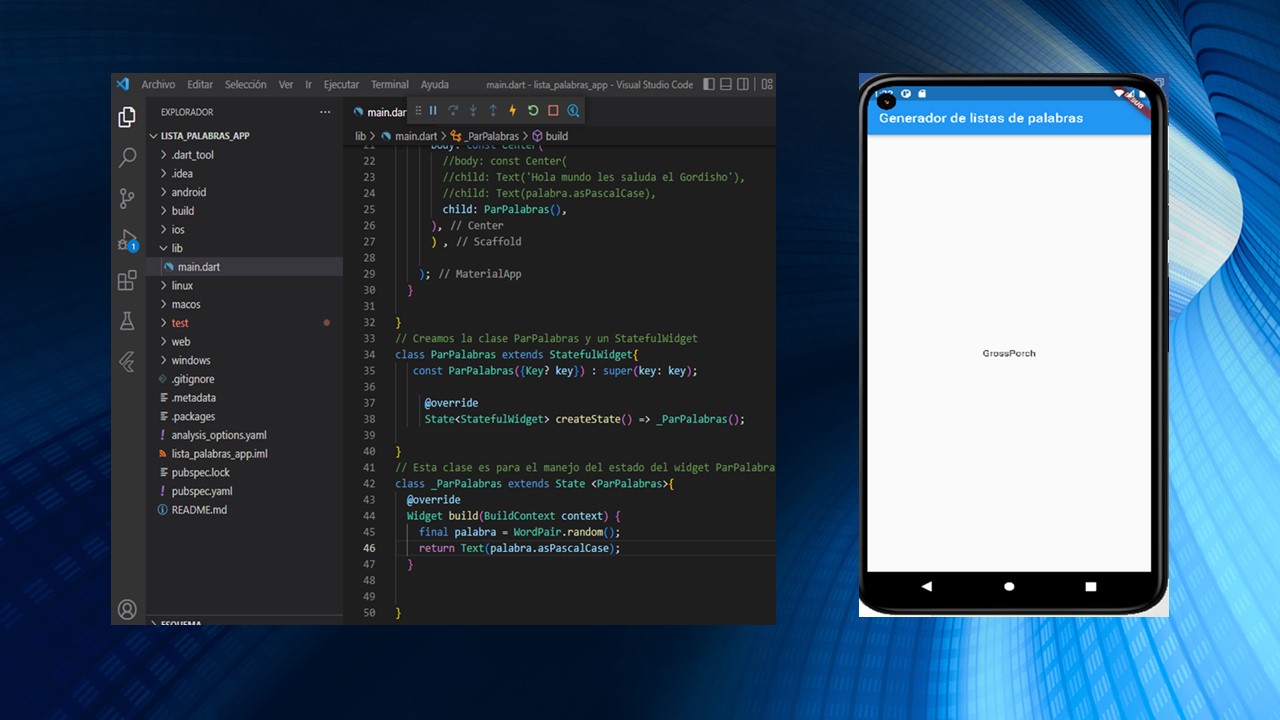 Archivo Editar Selección Ver Ir Ejecutar Terminal Ayuda main.dart - lista_palabras_app - Visual Studio Code
EXPLORADOR ...
LISTA_PALABRAS_APP
.dart_tool
.idea
android
build
ios
lib
main.dart
linux
macos
test
web
windows
.gitignore
.metadata
.packages
! analysis_options.yaml
lista_palabras_app.iml
pubspec.lock
! pubspec.yaml
README.md
ESQUEMA
1
main.dar
lib > main.dart > _ParPalabras > build
21 body: const Center(
22 //body: const Center(
23 //child: Text('Hola mundo les saluda el Gordisho'),
24 //child: Text(palabra.asPascalCase),
25 child: ParPalabras(),
26 ), // Center
27 ) , // Scaffold
28
29 ); // MaterialApp
30 }
31
32 }
33 // Creamos la clase ParPalabras y un StatefulWidget
34 class ParPalabras extends StatefulWidget{
35 const ParPalabras({Key? key}) : super(key: key);
36
37 @override
38 State<StatefulWidget> createState() => _ParPalabras();
39
40 }
41 // Esta clase es para el manejo del estado del widget ParPalabra
42 class _ParPalabras extends State <ParPalabras>{
43 @override
44 Widget build(BuildContext context) {
45 final palabra = WordPair.random();
46 return Text(palabra.asPascalCase);
47 }
48
49
50 }
DEBUG
Generador de listas de palabras
GrossPorch